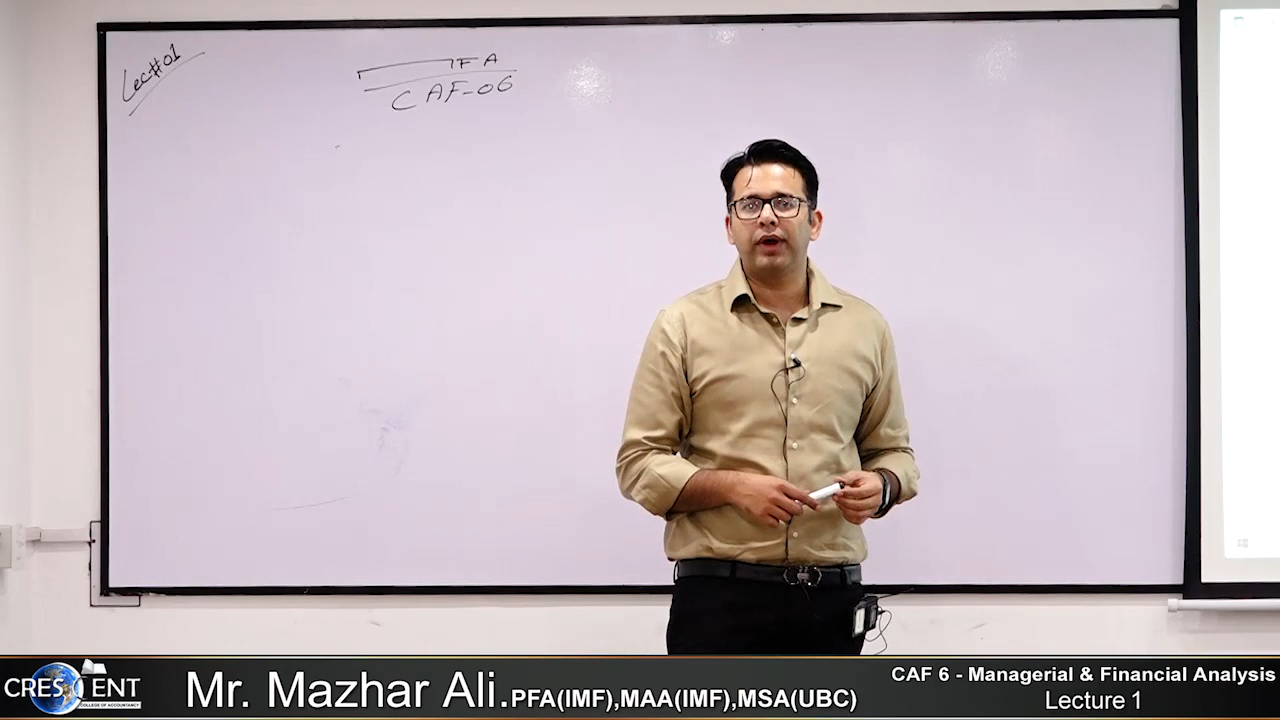 Lec#01
FA
CAF-06
CRESCENT
COLLEGE OF ACCOUNTANCY
Mr. Mazhar Ali. PFA(IMF),MAA(IMF),MSA(UBC)
CAF 6 - Managerial & Financial Analysis
Lecture 1